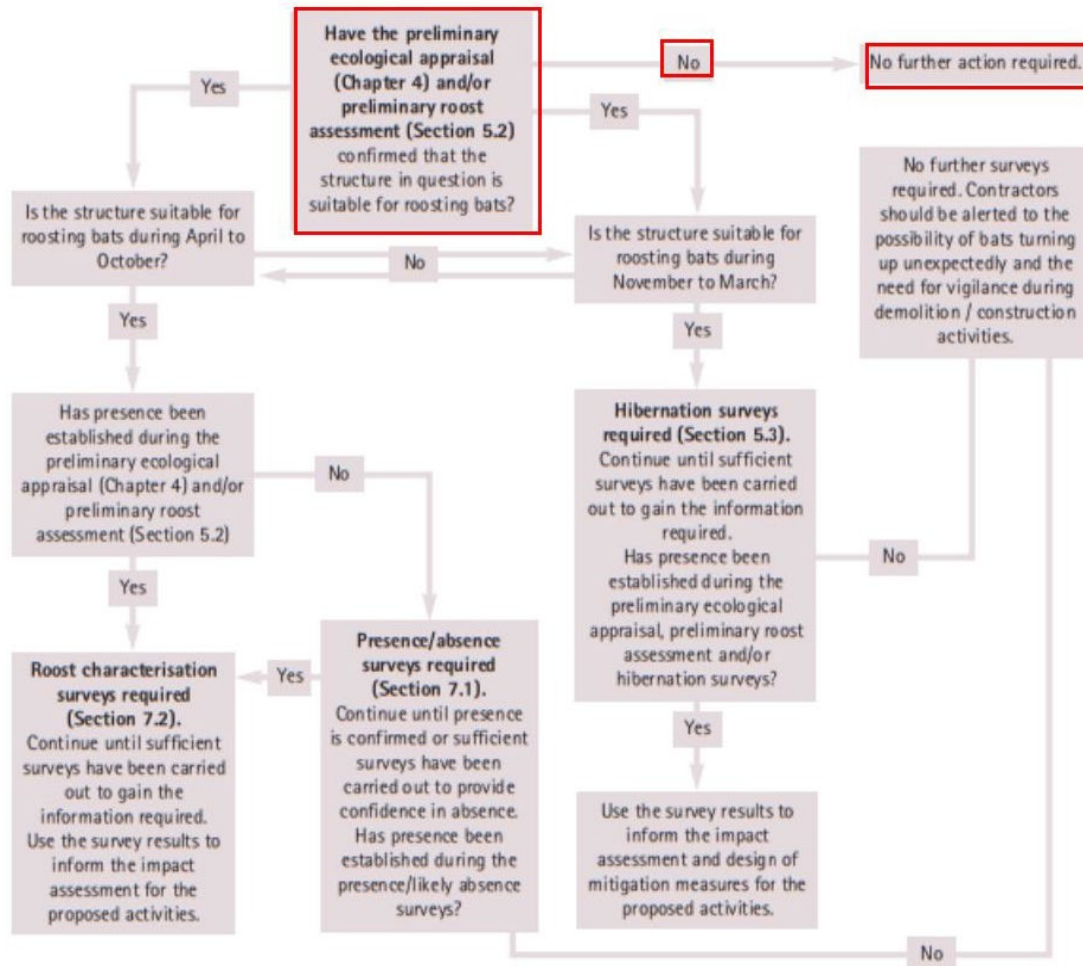 Have the preliminary
ecological appraisal
(Chapter 4) and/or
preliminary roost
assessment (Section 5.2)
confirmed that the
structure in question is
suitable for roosting bats?
No
No further action required.
Yes
Yes
Is the structure suitable for
roosting bats during April to
October?
No
Is the structure suitable for
roosting bats during
November to March?
No further surveys
required. Contractors
should be alerted to the
possibility of bats turning
up unexpectedly and the
need for vigilance during
demolition / construction
activities.
Yes
Yes
Has presence been
established during the
preliminary ecological
appraisal (Chapter 4) and/or
preliminary roost
assessment (Section 5.2)
No
Hibernation surveys
required (Section 5.3).
Continue until sufficient
surveys have been carried
out to gain the information
required.
Has presence been
established during the
preliminary ecological
appraisal, preliminary roost
assessment and/or
hibernation surveys?
No
Yes
Roost characterisation
surveys required
(Section 7.2).
Continue until sufficient
surveys have been carried
out to gain the
information required.
Use the survey results to
inform the impact
assessment for the
proposed activities.
Yes
Presence/absence
surveys required
(Section 7.1).
Continue until presence
is confirmed or sufficient
surveys have been
carried out to provide
confidence in absence.
Has presence been
established during the
presence/likely absence
surveys?
Yes
Use the survey results to
inform the impact
assessment and design of
mitigation measures for the
proposed activities.
No